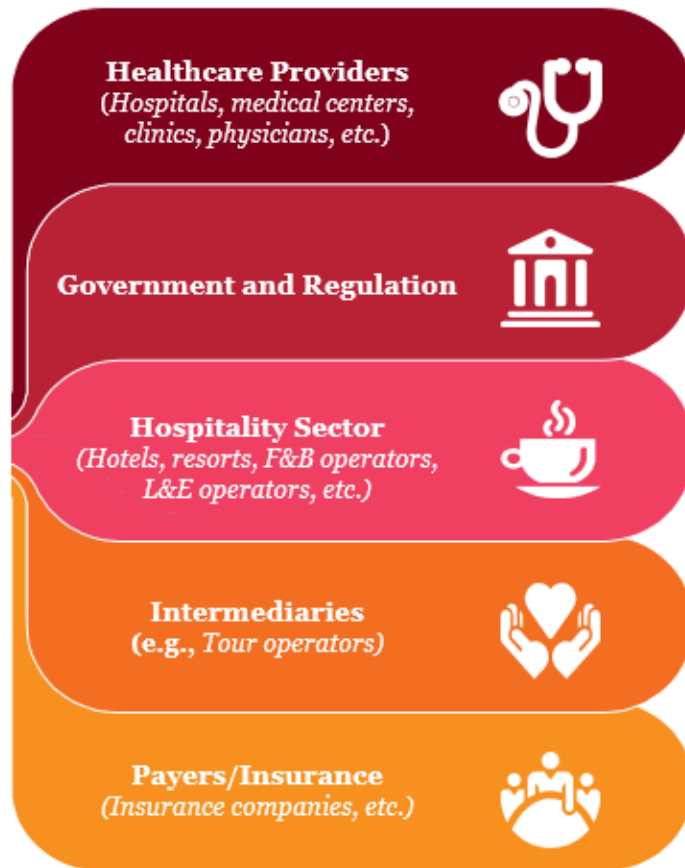 Healthcare Providers
(Hospitals, medical centers,
clinics, physicians, etc.)
Government and Regulation
Hospitality Sector
(Hotels, resorts, F&B operators,
L&E operators, etc.)
Intermediaries
(e.g., Tour operators)
Payers/Insurance
(Insurance companies, etc.)